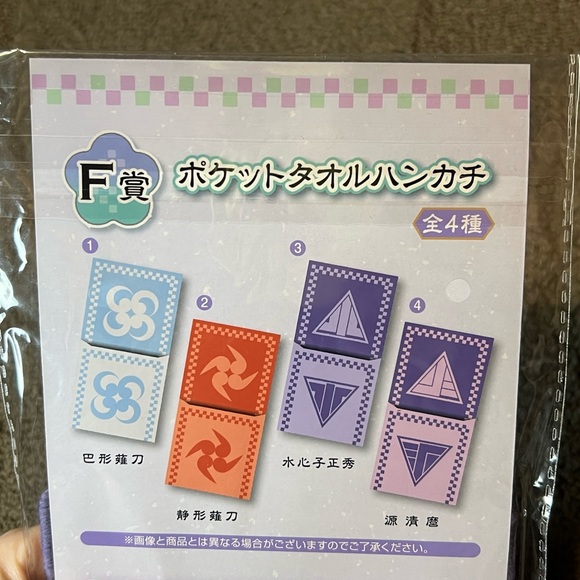 F賞
ポケットタオルハンカチ
全4種
1
2
3
4
巴形薙刀
静形薙刀
水心子正秀
源清麿
※画像と商品とは異なる場合がございますのでご了承ください。